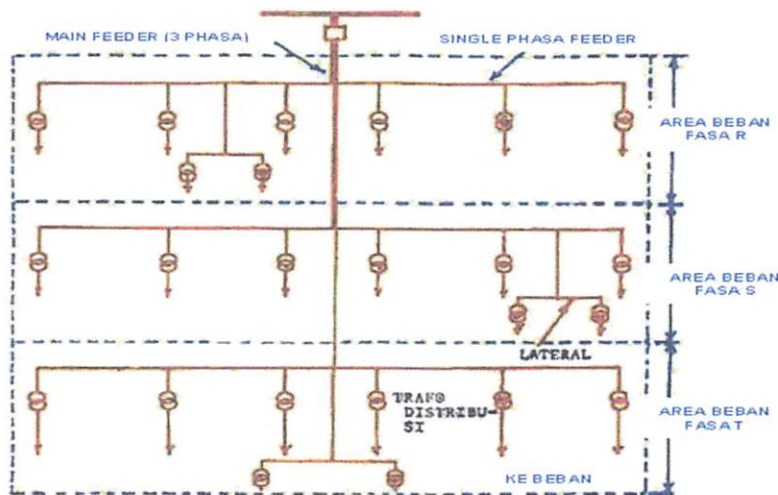 MAIN FEEDER (3 PHASA)
SINGLE PHASA FEEDER
AREA BEBAN
FASA R
AREA BEBAN
FASA S
LATERAL
TRAFO
DISTRIBU-
SI
AREA BEBAN
FASA T
KE BEBAN